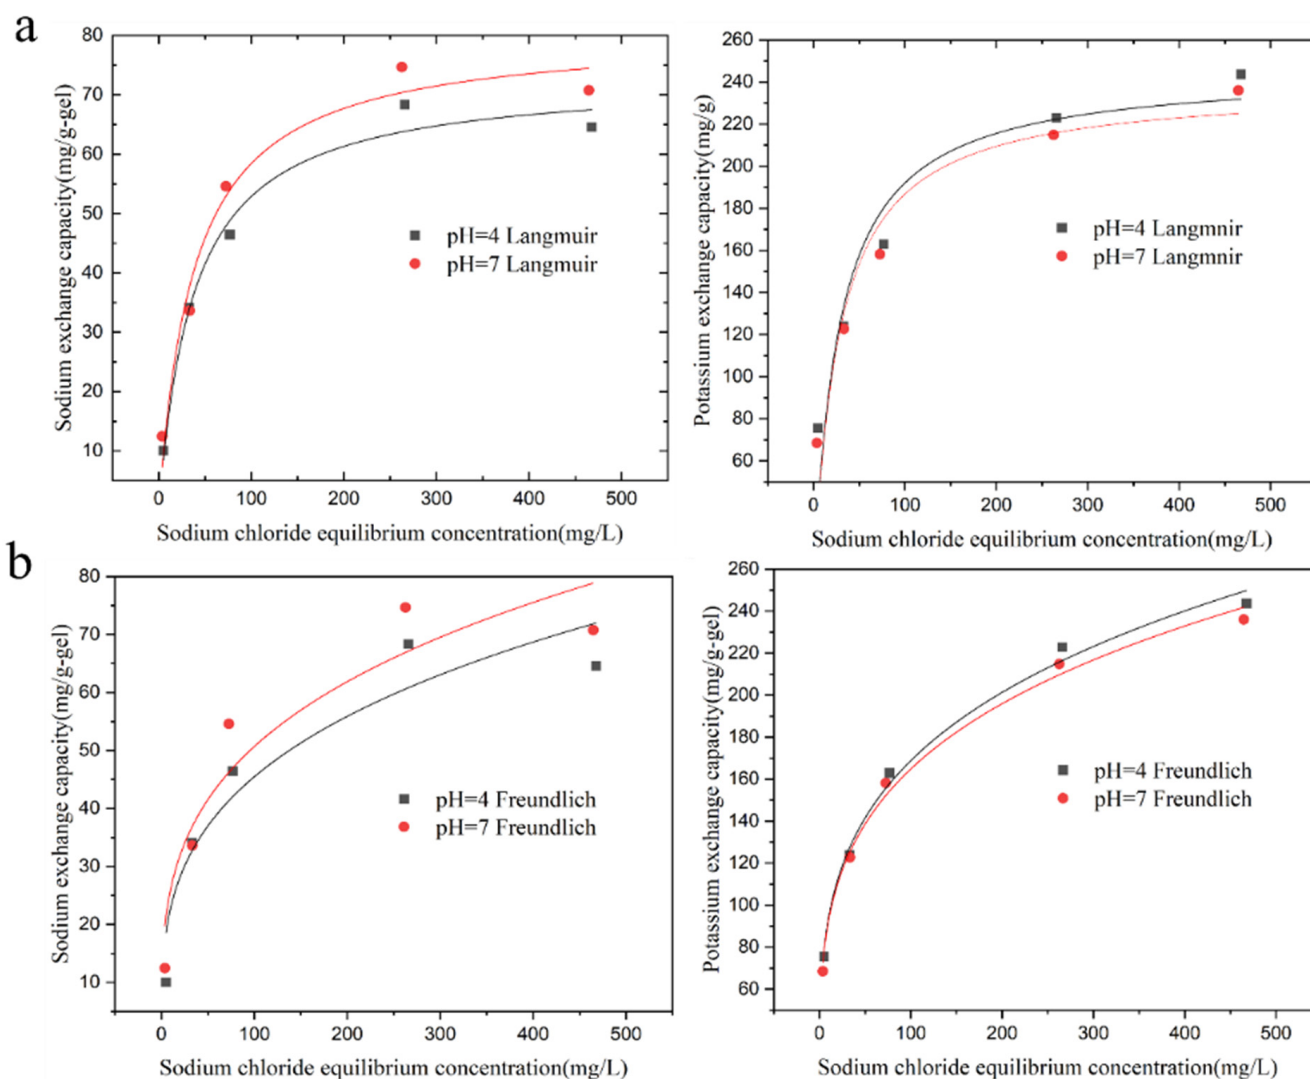 a
80
70
60
50
40
30
20
10
Sodium exchange capacity(mg/g-gel)
pH=4 Langmuir
pH=7 Langmuir
0 100 200 300 400 500
Sodium chloride equilibrium concentration(mg/L)
260
240
220
200
180
160
140
120
100
80
60
Potassium exchange capacity(mg/g)
pH=4 Langmnir
pH=7 Langmnir
0 100 200 300 400 500
Sodium chloride equilibrium concentration(mg/L)
b
80
70
60
50
40
30
20
10
Sodium exchange capacity(mg/g-gel)
pH=4 Freundlich
pH=7 Freundlich
0 100 200 300 400 500
Sodium chloride equilibrium concentration(mg/L)
260
240
220
200
180
160
140
120
100
80
60
Potassium exchange capacity(mg/g-gel)
pH=4 Freundlich
pH=7 Freundlich
0 100 200 300 400 500
Sodium chloride equilibrium concentration(mg/L)